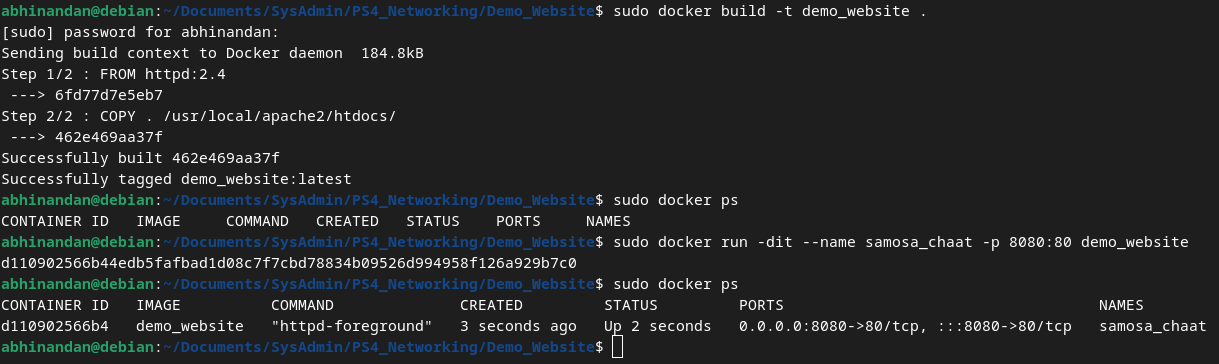 abhinandan@debian:~/Documents/SysAdmin/PS4_Networking/Demo_Website$ sudo docker build -t demo_website .
[sudo] password for abhinandan:
Sending build context to Docker daemon  184.8kB
Step 1/2 : FROM httpd:2.4
 ---> 6fd77d7e5eb7
Step 2/2 : COPY . /usr/local/apache2/htdocs/
 ---> 462e469aa37f
Successfully built 462e469aa37f
Successfully tagged demo_website:latest
abhinandan@debian:~/Documents/SysAdmin/PS4_Networking/Demo_Website$ sudo docker ps
CONTAINER ID   IMAGE     COMMAND   CREATED   STATUS    PORTS     NAMES
abhinandan@debian:~/Documents/SysAdmin/PS4_Networking/Demo_Website$ sudo docker run -dit --name samosa_chaat -p 8080:80 demo_website
d110902566b44edb5fafbad1d08c7f7cbd78834b09526d994958f126a929b7c0
abhinandan@debian:~/Documents/SysAdmin/PS4_Networking/Demo_Website$ sudo docker ps
CONTAINER ID   IMAGE          COMMAND              CREATED         STATUS         PORTS                                   NAMES
d110902566b4   demo_website   "httpd-foreground"   3 seconds ago   Up 2 seconds   0.0.0.0:8080->80/tcp, :::8080->80/tcp   samosa_chaat
abhinandan@debian:~/Documents/SysAdmin/PS4_Networking/Demo_Website$